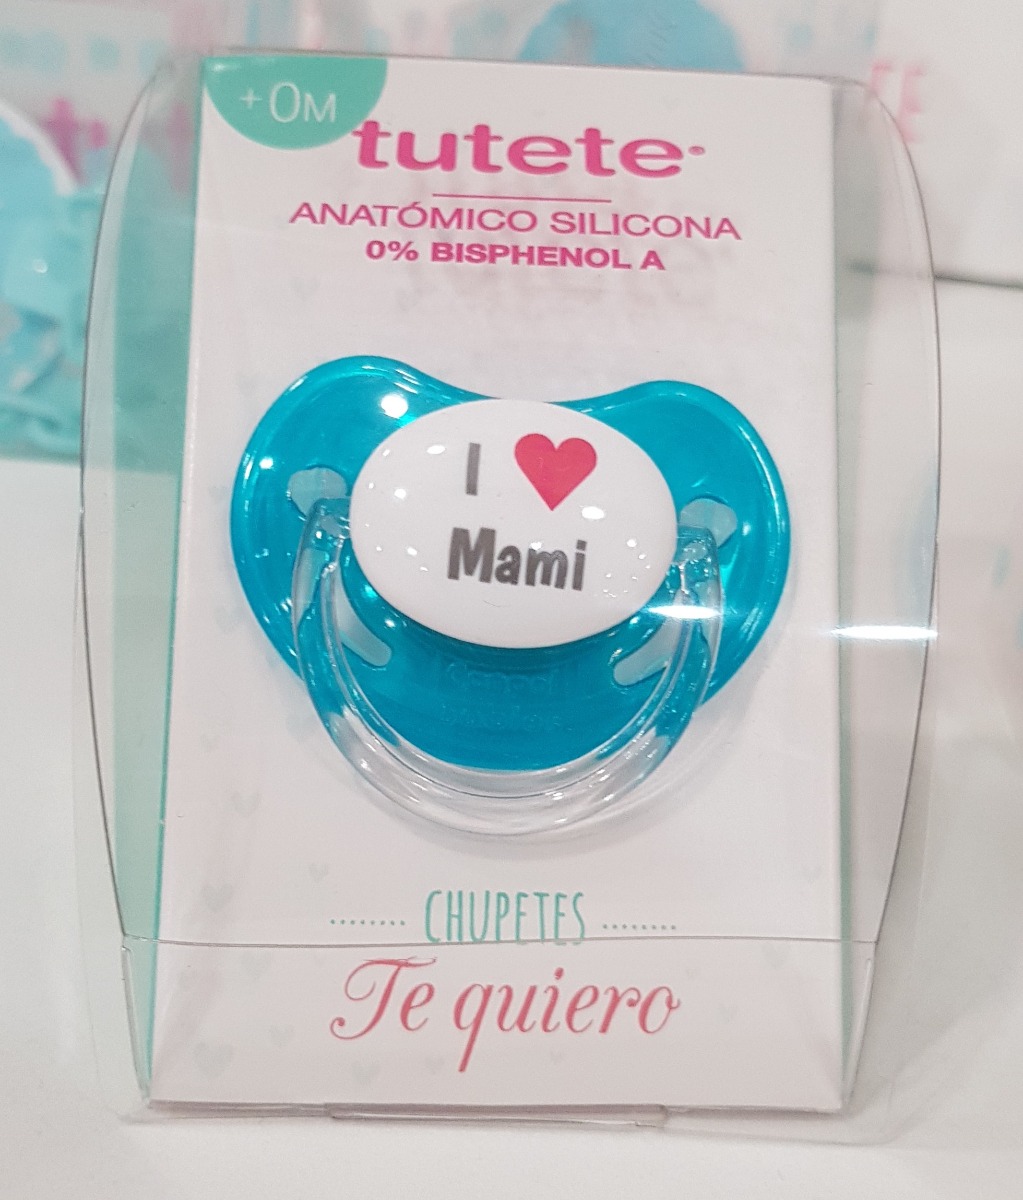 +0M
tutete
ANATÓMICO SILICONA
0% BISPHENOL A
I ♥
Mami
CHUPETES
Te quiero